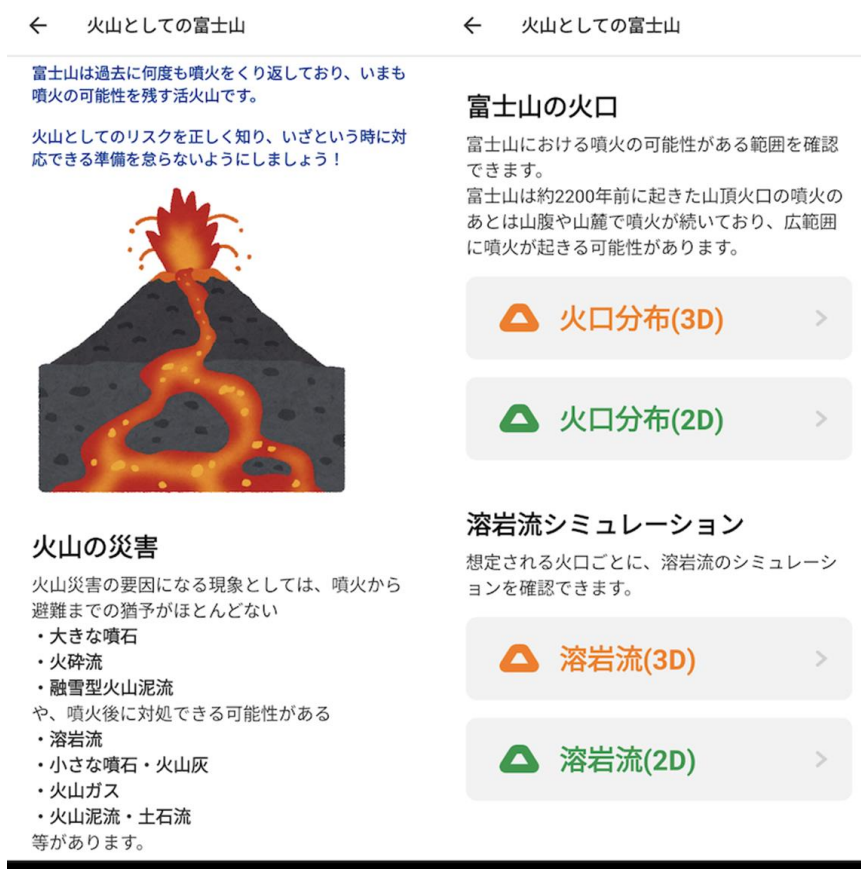 火山としての富士山
富士山は過去に何度も噴火をくり返しており、いまも
噴火の可能性を残す活火山です。
火山としてのリスクを正しく知り、いざという時に対
応できる準備を怠らないようにしましょう！
火山の災害
火山災害の要因になる現象としては、噴火から
避難までの猶予がほとんどない
・大きな噴石
・火砕流
・融雪型火山泥流
や、噴火後に対処できる可能性がある
・溶岩流
・小さな噴石・火山灰
・火山ガス
・火山泥流・土石流
等があります。
火山としての富士山
富士山の火口
富士山における噴火の可能性がある範囲を確認
できます。
富士山は約2200年前に起きた山頂火口の噴火の
あとは山腹や山麓で噴火が続いており、広範囲
に噴火が起きる可能性があります。
火口分布(3D)
火口分布(2D)
溶岩流シミュレーション
想定される火口ごとに、溶岩流のシミュレーシ
ョンを確認できます。
溶岩流(3D)
溶岩流(2D)